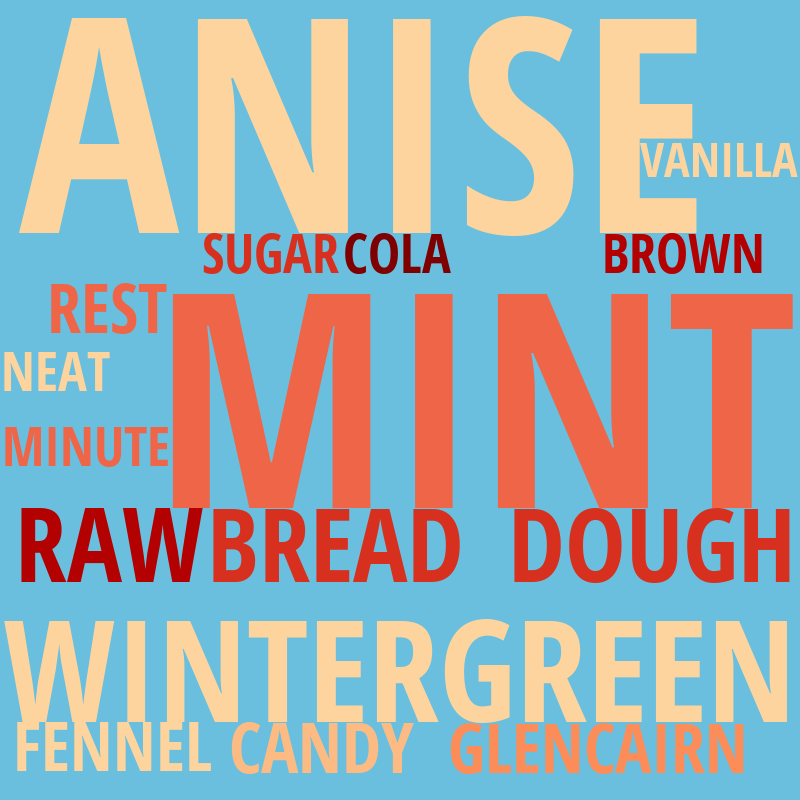 ANISE
VANILLA
SUGAR COLA BROWN
REST
MINT
NEAT
MINUTE
RAW BREAD DOUGH
WINTERGREEN
FENNEL CANDY GLENCAIRN